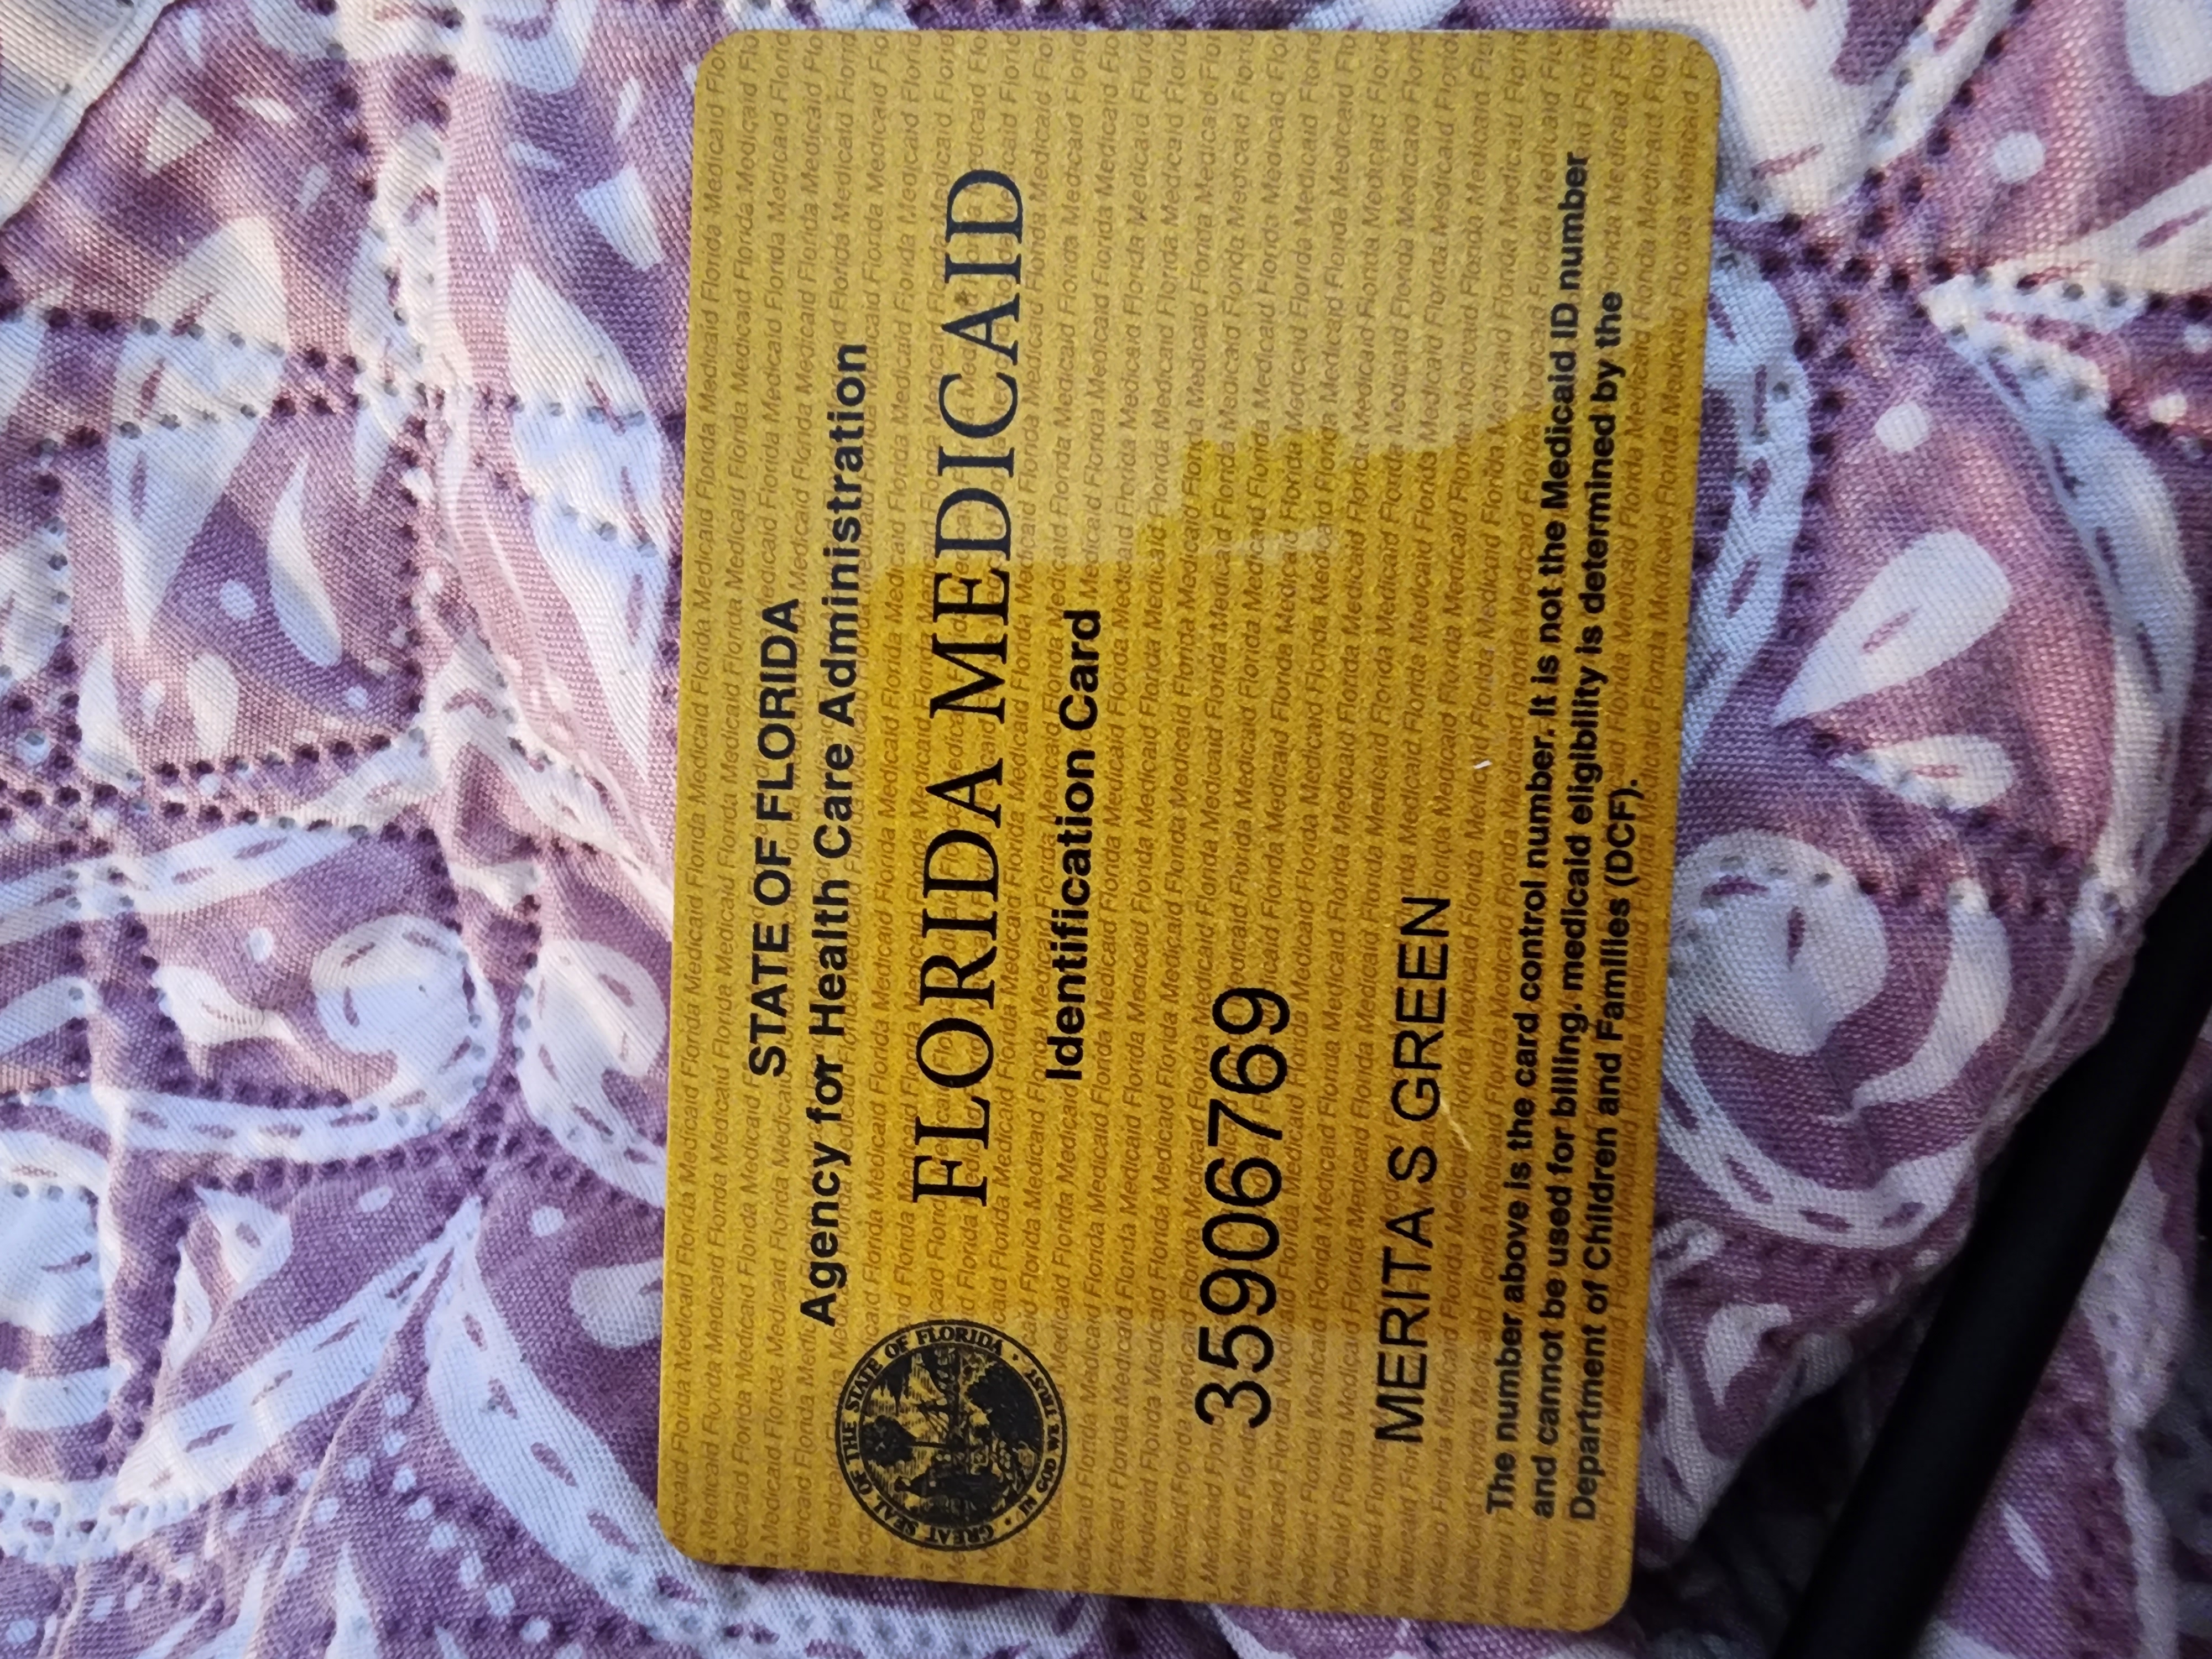 STATE OF FLORIDA
Agency for Health Care Administration
FLORIDA MEDICAID
Identification Card
GREAT SEAL OF THE STATE OF FLORIDA • IN GOD WE TRUST •
35906769
MERITA S GREEN
The number above is the card control number. It is not the Medicaid ID number
and cannot be used for billing. medicaid eligibility is determined by the
Department of Children and Families (DCF).
Florida Medicaid